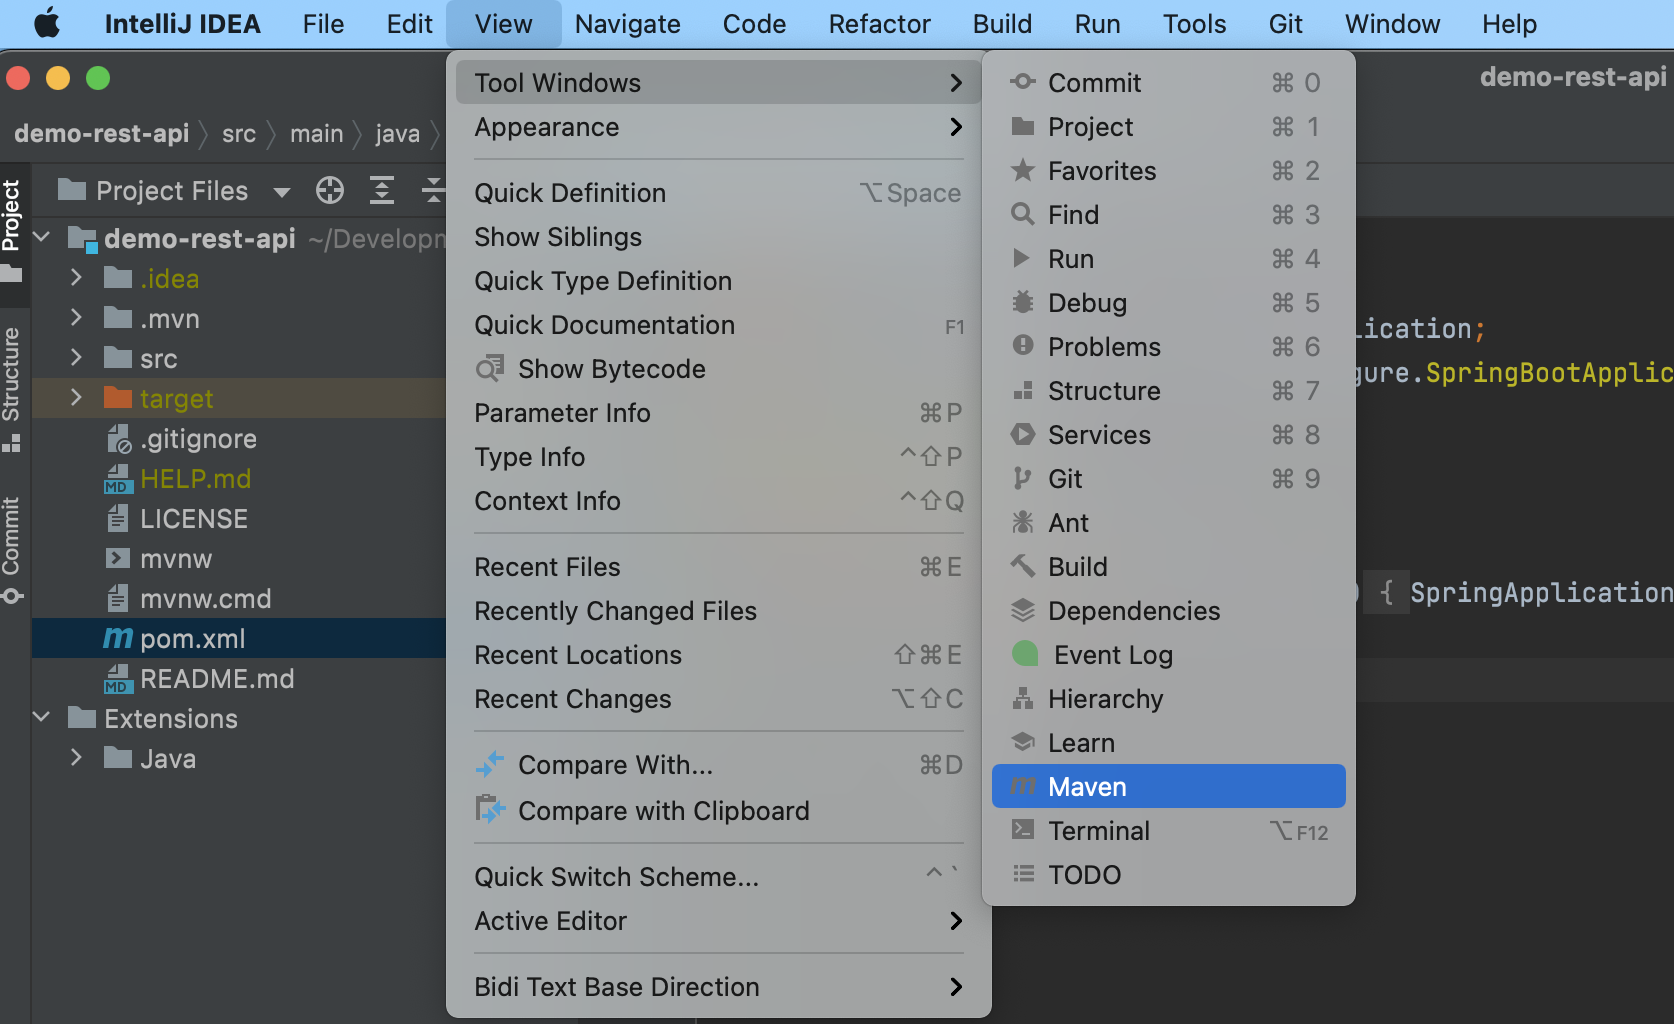 IntelliJ IDEA File Edit View Navigate Code Refactor Build Run Tools Git Window Help
demo-rest-api
demo-rest-api src main java
Project Files
Project
Structure
Commit
demo-rest-api ~/Developm
.idea
.mvn
src
target
.gitignore
MD HELP.md
LICENSE
mvnw
mvnw.cmd
m pom.xml
MD README.md
Extensions
Java
Tool Windows
Appearance
Quick Definition ⌥Space
Show Siblings
Quick Type Definition
Quick Documentation F1
Show Bytecode
Parameter Info ⌘P
Type Info ^⇧P
Context Info ^⇧Q
Recent Files ⌘E
Recently Changed Files
Recent Locations ⇧⌘E
Recent Changes ⌥⇧C
Compare With... ⌘D
Compare with Clipboard
Quick Switch Scheme... ^`
Active Editor
Bidi Text Base Direction
Commit ⌘ 0
Project ⌘ 1
Favorites ⌘ 2
Find ⌘ 3
Run ⌘ 4
Debug ⌘ 5
Problems ⌘ 6
Structure ⌘ 7
Services ⌘ 8
Git ⌘ 9
Ant
Build
Dependencies
Event Log
Hierarchy
Learn
m Maven
Terminal ⌥F12
TODO
lication;
gure.SpringBootApplic
) { SpringApplication